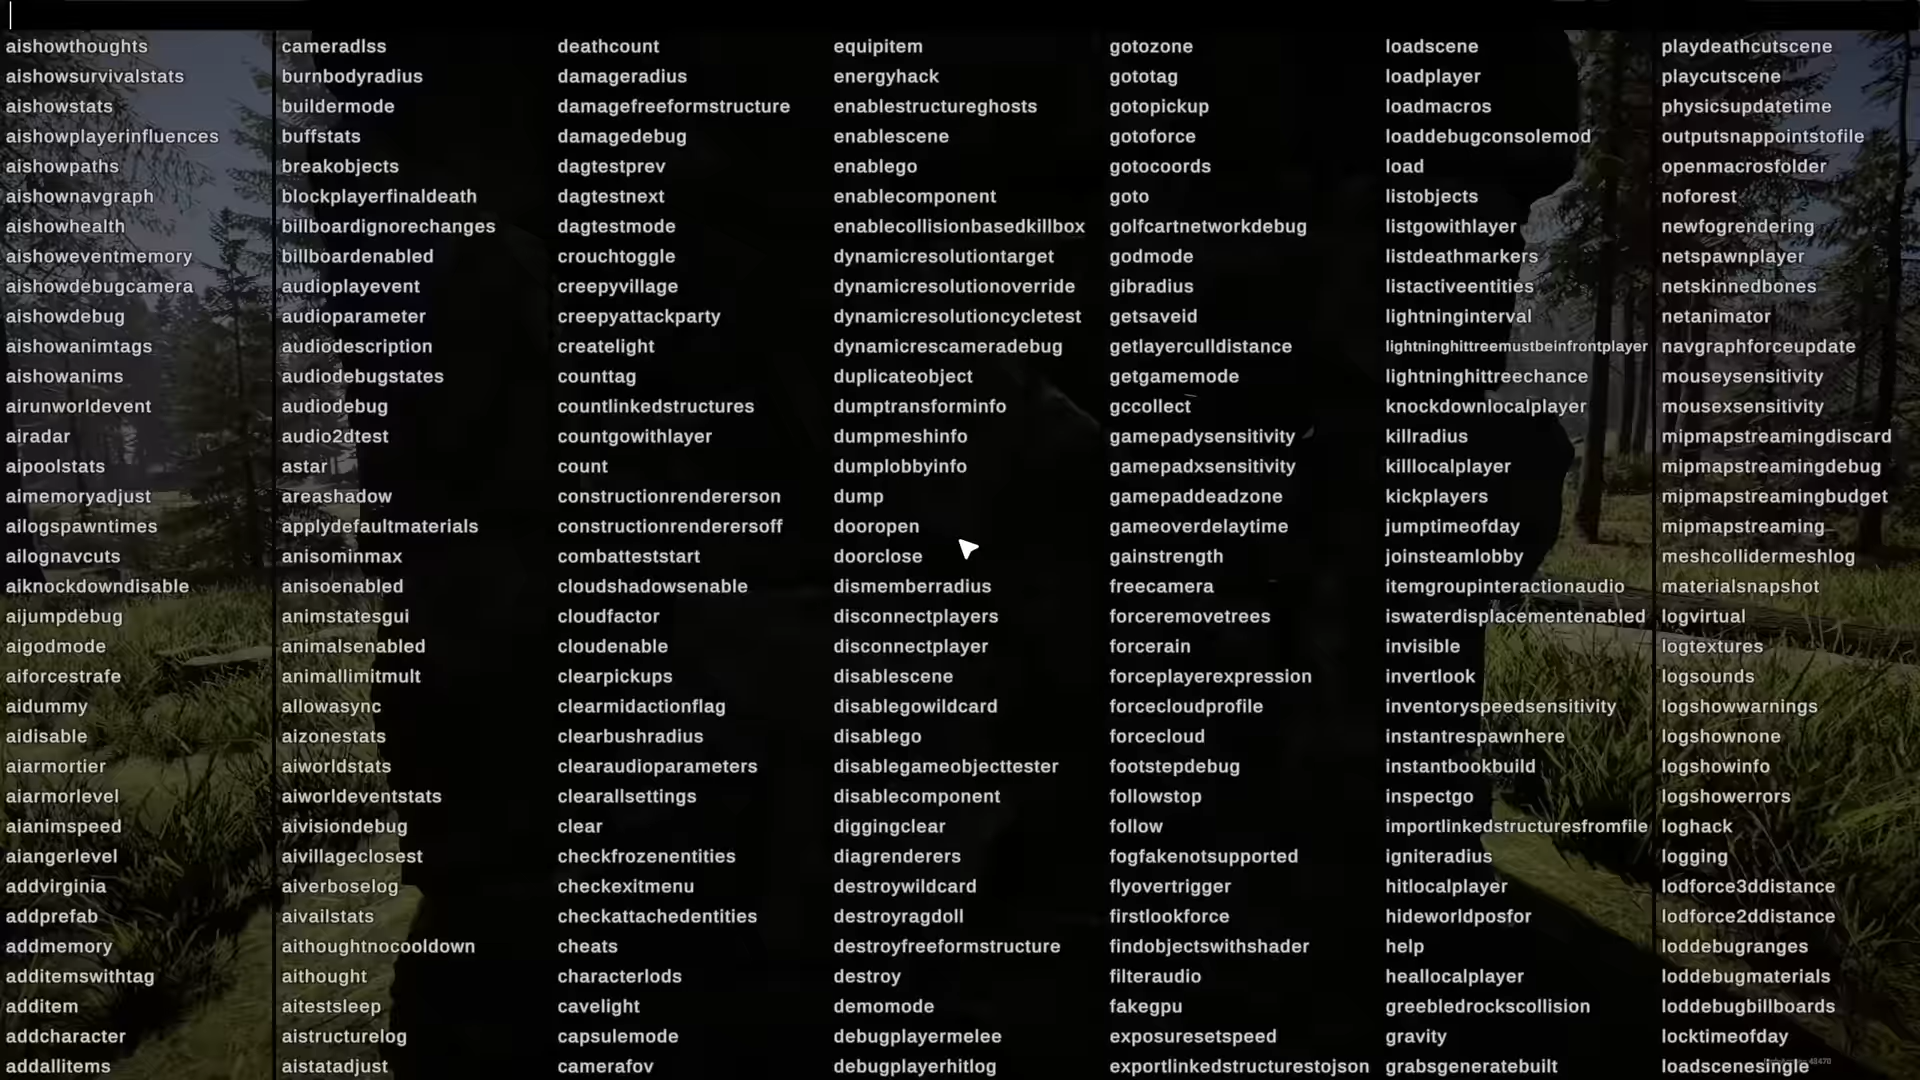 aishowthoughts
aishowsurvivalstats
aishowstats
aishowplayerinfluences
aishowpaths
aishownavgraph
aishowhealth
aishoweventmemory
aishowdebugcamera
aishowdebug
aishowanimtags
aishowanims
airunworldevent
airadar
aipoolstats
aimemoryadjust
ailogspawntimes
ailognavcuts
aiknockdowndisable
aijumpdebug
aigodmode
aiforcestrafe
aidummy
aidisable
aiarmortier
aiarmorlevel
aianimspeed
aiangerlevel
addvirginia
addprefab
addmemory
additemswithtag
additem
addcharacter
addallitems
cameradlss
burnbodyradius
buildermode
buffstats
breakobjects
blockplayerfinaldeath
billboardignorechanges
billboardenabled
audioplayevent
audioparameter
audiodescription
audiodebugstates
audiodebug
audio2dtest
astar
areashadow
applydefaultmaterials
anisominmax
anisoenabled
animstatesgui
animalsenabled
animallimitmult
allowasync
aizonestats
aiworldstats
aiworldeventstats
aivisiondebug
aivillageclosest
aiverboselog
aivailstats
aithoughtnocooldown
aithought
aitestsleep
aistructurelog
aistatadjust
deathcount
damageradius
damagefreeformstructure
damagedebug
dagtestprev
dagtestnext
dagtestmode
crouchtoggle
creepyvillage
creepyattackparty
createlight
counttag
countlinkedstructures
countgowithlayer
count
constructionrendererson
constructionrenderersoff
combatteststart
cloudshadowsenable
cloudfactor
cloudenable
clearpickups
clearmidactionflag
clearbushradius
clearaudioparameters
clearallsettings
clear
checkfrozenentities
checkexitmenu
checkattachedentities
cheats
characterlods
cavelight
capsulemode
camerafov
equipitem
energyhack
enablestructureghosts
enablescene
enablego
enablecomponent
enablecollisionbasedkillbox
dynamicresolutiontarget
dynamicresolutionoverride
dynamicresolutioncycletest
dynamicrescameradebug
duplicateobject
dumptransforminfo
dumpmeshinfo
dumplobbyinfo
dump
dooropen
doorclose
dismemberradius
disconnectplayers
disconnectplayer
disablescene
disablegowildcard
disablego
disablegameobjecttester
disablecomponent
diggingclear
diagrenderers
destroywildcard
destroyragdoll
destroyfreeformstructure
destroy
demomode
debugplayermelee
debugplayerhitlog
gotozone
gototag
gotopickup
gotoforce
gotocoords
goto
golfcartnetworkdebug
godmode
gibradius
getsaveid
getlayerculldistance
getgamemode
gccollect
gamepadysensitivity
gamepadxsensitivity
gamepaddeadzone
gameoverdelaytime
gainstrength
freecamera
forceremovetrees
forcerain
forceplayerexpression
forcecloudprofile
forcecloud
footstepdebug
followstop
follow
fogfakenotsupported
flyovertrigger
firstlookforce
findobjectswithshader
filteraudio
fakegpu
exposuresetspeed
exportlinkedstructurestojson
loadscene
loadplayer
loadmacros
loaddebugconsolemod
load
listobjects
listgowithlayer
listdeathmarkers
listactiveentities
lightninginterval
lightninghittreemustbeinfrontplayer
lightninghittreechance
knockdownlocalplayer
killradius
killlocalplayer
kickplayers
jumptimeofday
joinsteamlobby
itemgroupinteractionaudio
iswaterdisplacementenabled
invisible
invertlook
inventoryspeedsensitivity
instantrespawnhere
instantbookbuild
inspectgo
importlinkedstructuresfromfile
igniteradius
hitlocalplayer
hideworldposfor
help
heallocalplayer
greebledrockscollision
gravity
grabsgeneratebuilt
playdeathcutscene
playcutscene
physicsupdatetime
outputsnappointstofile
openmacrosfolder
noforest
newfogrendering
netspawnplayer
netskinnedbones
netanimator
navgraphforceupdate
mouseysensitivity
mousexsensitivity
mipmapstreamingdiscard
mipmapstreamingdebug
mipmapstreamingbudget
mipmapstreaming
meshcollidermeshlog
materialsnapshot
logvirtual
logtextures
logsounds
logshowwarnings
logshownone
logshowinfo
logshowerrors
loghack
logging
lodforce3ddistance
lodforce2ddistance
loddebugranges
loddebugmaterials
loddebugbillboards
locktimeofday
loadscenesingle